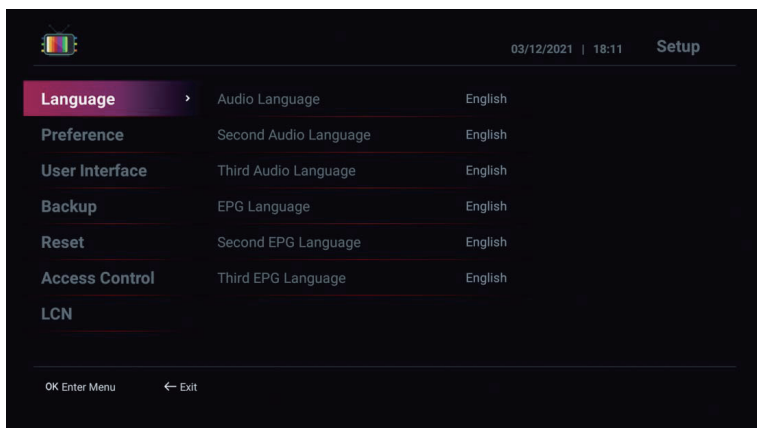 03/12/2021 | 18:11 Setup
Language › Audio Language English
Preference Second Audio Language English
User Interface Third Audio Language English
Backup EPG Language English
Reset Second EPG Language English
Access Control Third EPG Language English
LCN
OK Enter Menu ← Exit